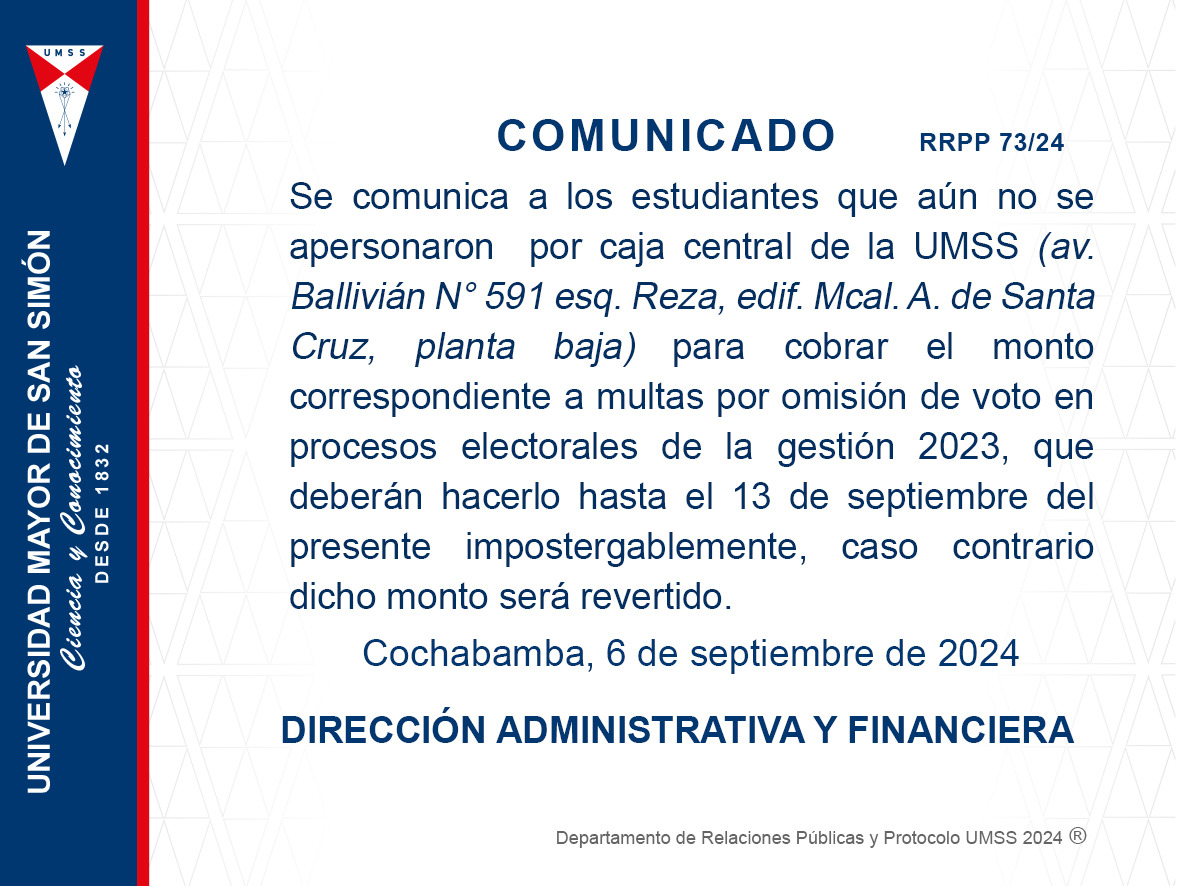 UMSS
UNIVERSIDAD MAYOR DE SAN SIMÓN
Ciencia y Conocimiento
DESDE 1832
COMUNICADO
RRPP 73/24
Se comunica a los estudiantes que aún no se
apersonaron por caja central de la UMSS (av.
Ballivián N° 591 esq. Reza, edif. Mcal. A. de Santa
Cruz, planta baja) para cobrar el monto
correspondiente a multas por omisión de voto en
procesos electorales de la gestión 2023, que
deberán hacerlo hasta el 13 de septiembre del
presente impostergablemente, caso contrario
dicho monto será revertido.
Cochabamba, 6 de septiembre de 2024
DIRECCIÓN ADMINISTRATIVA Y FINANCIERA
Departamento de Relaciones Públicas y Protocolo UMSS 2024 ®